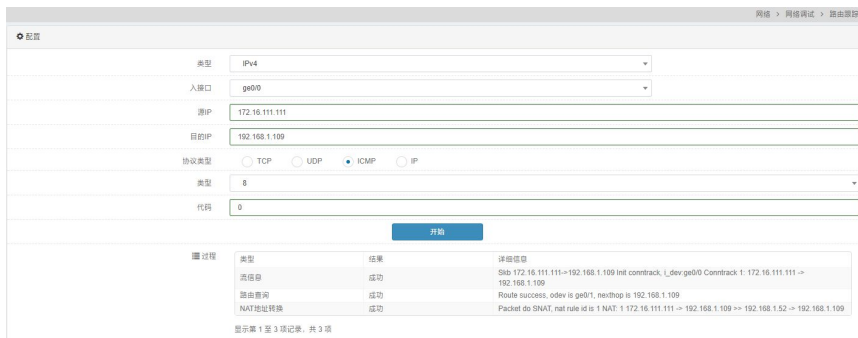 网络 > 网络调试 > 路由跟踪
配置
类型 IPv4
入接口 ge0/0
源IP 172.16.111.111
目的IP 192.168.1.109
协议类型 TCP UDP ICMP IP
类型 8
代码 0
开始
过程
类型 结果 详细信息
流信息 成功 Skb 172.16.111.111->192.168.1.109 Init conntrack, i_dev:ge0/0 Conntrack 1: 172.16.111.111 ->
192.168.1.109
路由查询 成功 Route success, odev is ge0/1, nexthop is 192.168.1.109
NAT地址转换 成功 Packet do SNAT, nat rule id is 1 NAT: 1 172.16.111.111 -> 192.168.1.109 >> 192.168.1.52 -> 192.168.1.109
显示第 1 至 3 项记录，共 3 项